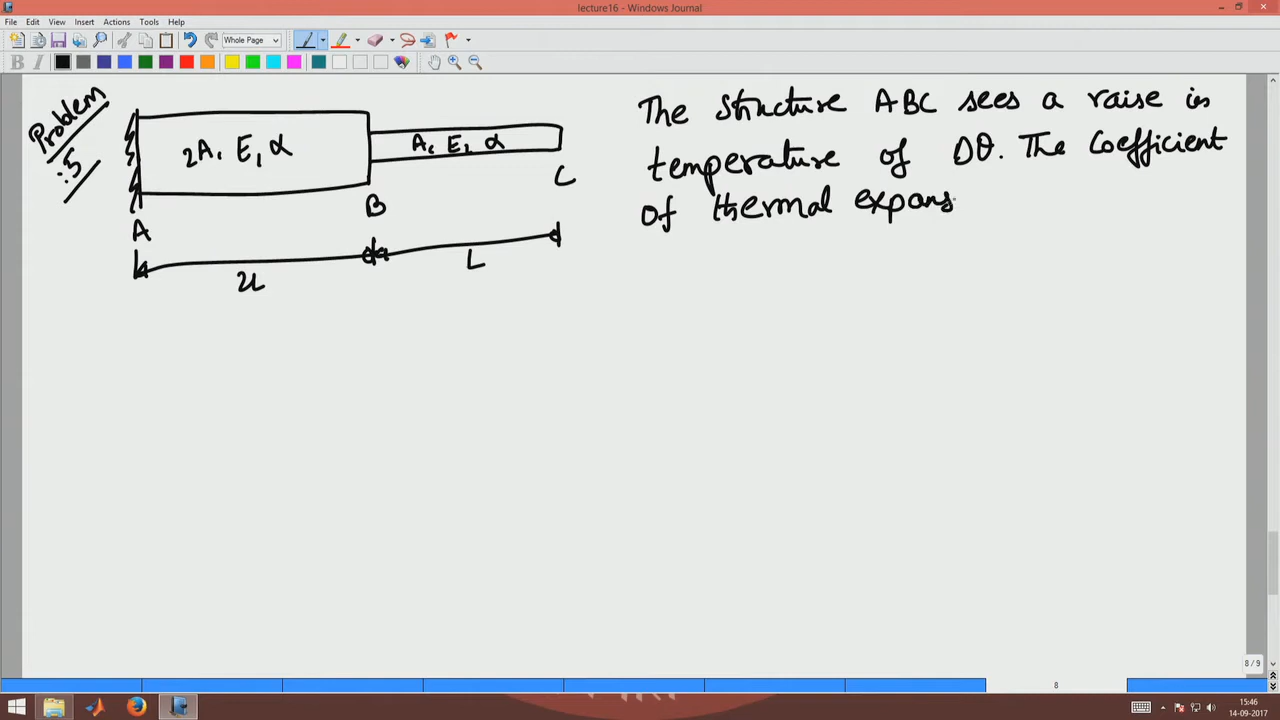 lecture16 - Windows Journal
File Edit View Insert Actions Tools Help
Whole Page
Problem
:5
2A, E, α
A, E, α
A
B
C
2L
L
The structure ABC sees a raise in
temperature of Dθ. The Coefficient
of thermal expans
8 / 9
8
15:46
14-09-2017